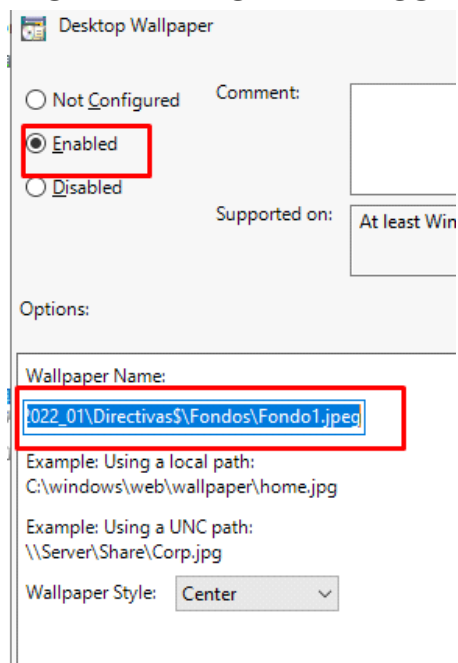 Desktop Wallpaper
Not Configured
Comment:
Enabled
Disabled
Supported on:
At least Win
Options:
Wallpaper Name:
2022_01\Directivas$\Fondos\Fondo1.jpeg
Example: Using a local path:
C:\windows\web\wallpaper\home.jpg
Example: Using a UNC path:
\\Server\Share\Corp.jpg
Wallpaper Style:
Center